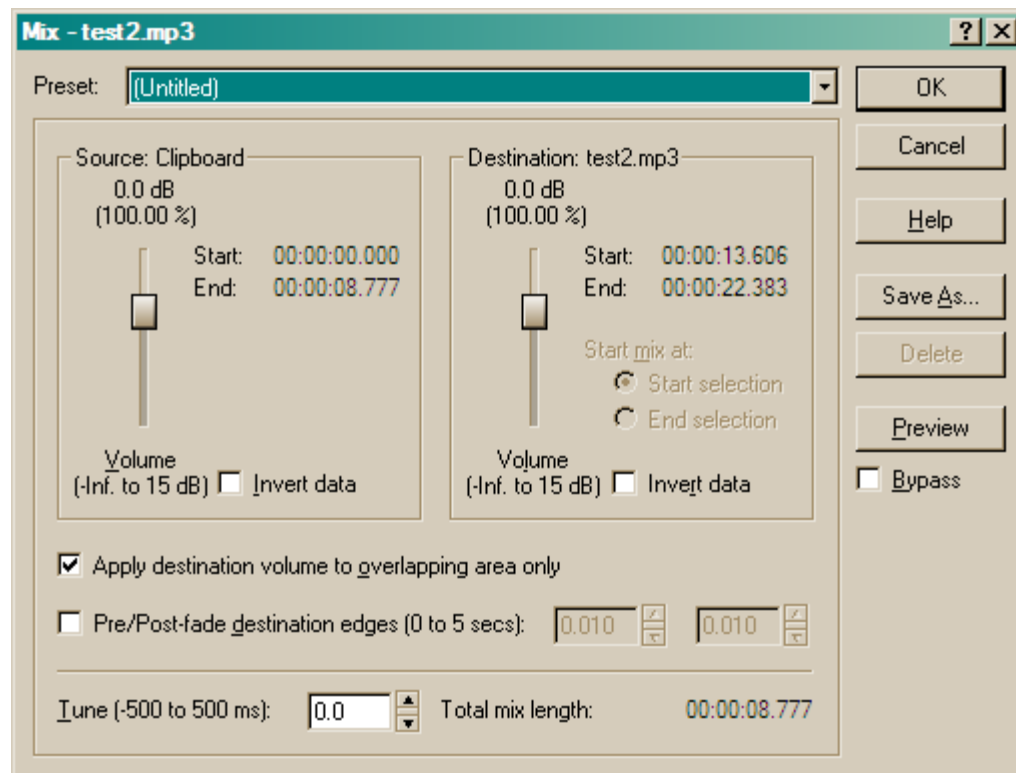 Mix - test2.mp3
Preset: (Untitled)
OK
Cancel
Help
Save As...
Delete
Preview
Bypass
Source: Clipboard
0.0 dB
(100.00 %)
Start: 00:00:00.000
End: 00:00:08.777
Volume
(-Inf. to 15 dB) Invert data
Destination: test2.mp3
0.0 dB
(100.00 %)
Start: 00:00:13.606
End: 00:00:22.383
Start mix at:
Start selection
End selection
Volume
(-Inf. to 15 dB) Invert data
Apply destination volume to overlapping area only
Pre/Post-fade destination edges (0 to 5 secs): 0.010 0.010
Tune (-500 to 500 ms): 0.0 Total mix length: 00:00:08.777